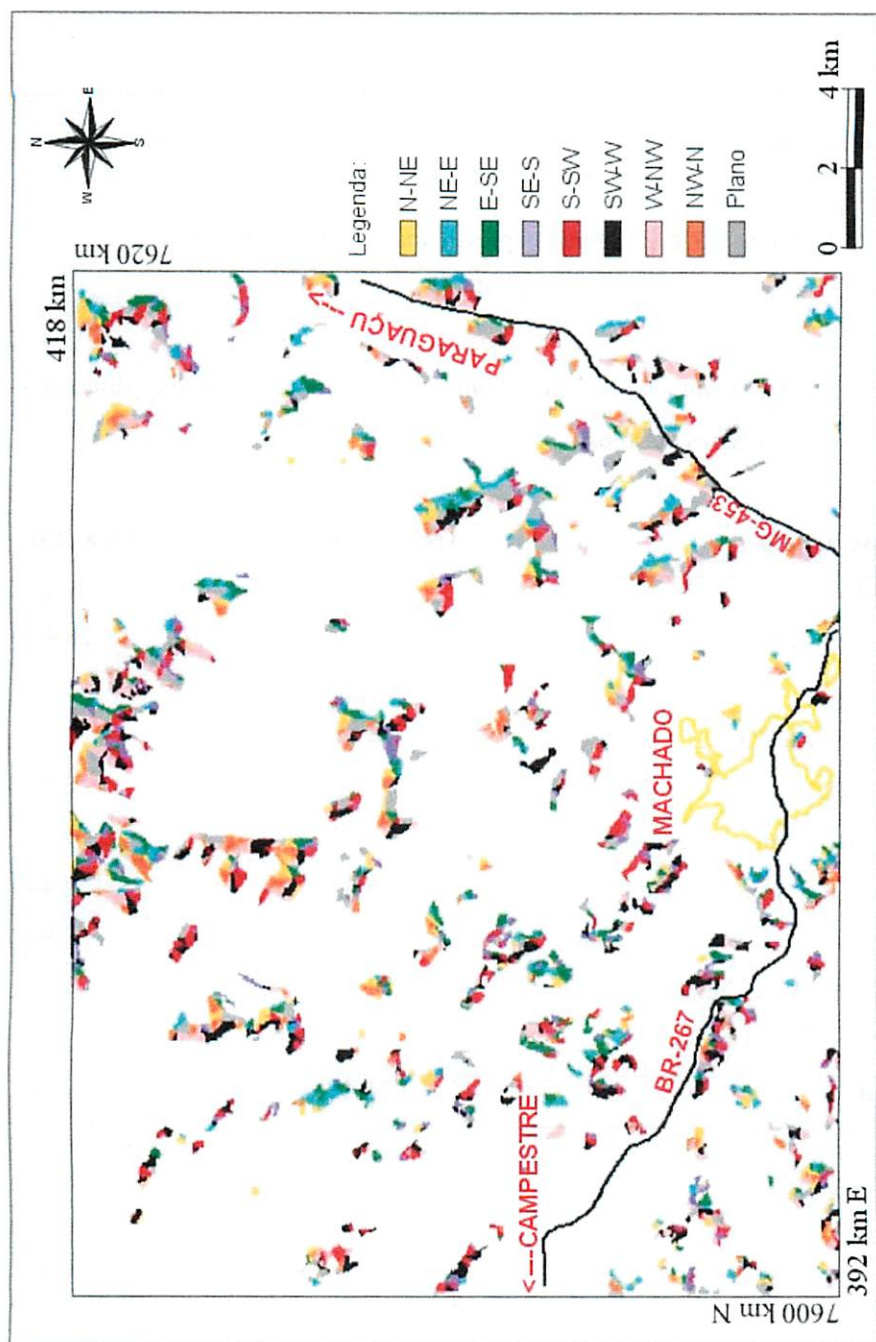 418 km
7620 km
N
W
E
S
Legenda:
N-NE
NE-E
E-SE
SE-S
S-SW
SW-W
W-NW
NW-N
Plano
0 2 4 km
<---PARAGUAÇU
MG-453
MACHADO
BR-267
<---CAMPESTRE
7600 km N
392 km E